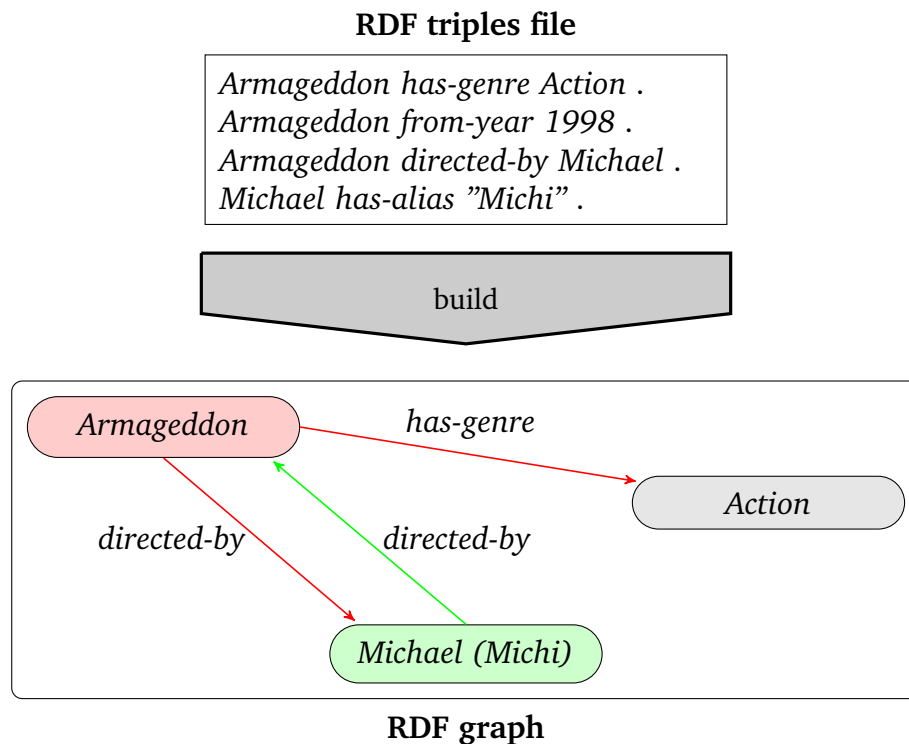 RDF triples file
Armageddon has-genre Action .
Armageddon from-year 1998 .
Armageddon directed-by Michael .
Michael has-alias ”Michi” .
build
Armageddon
has-genre
Action
directed-by
directed-by
Michael (Michi)
RDF graph